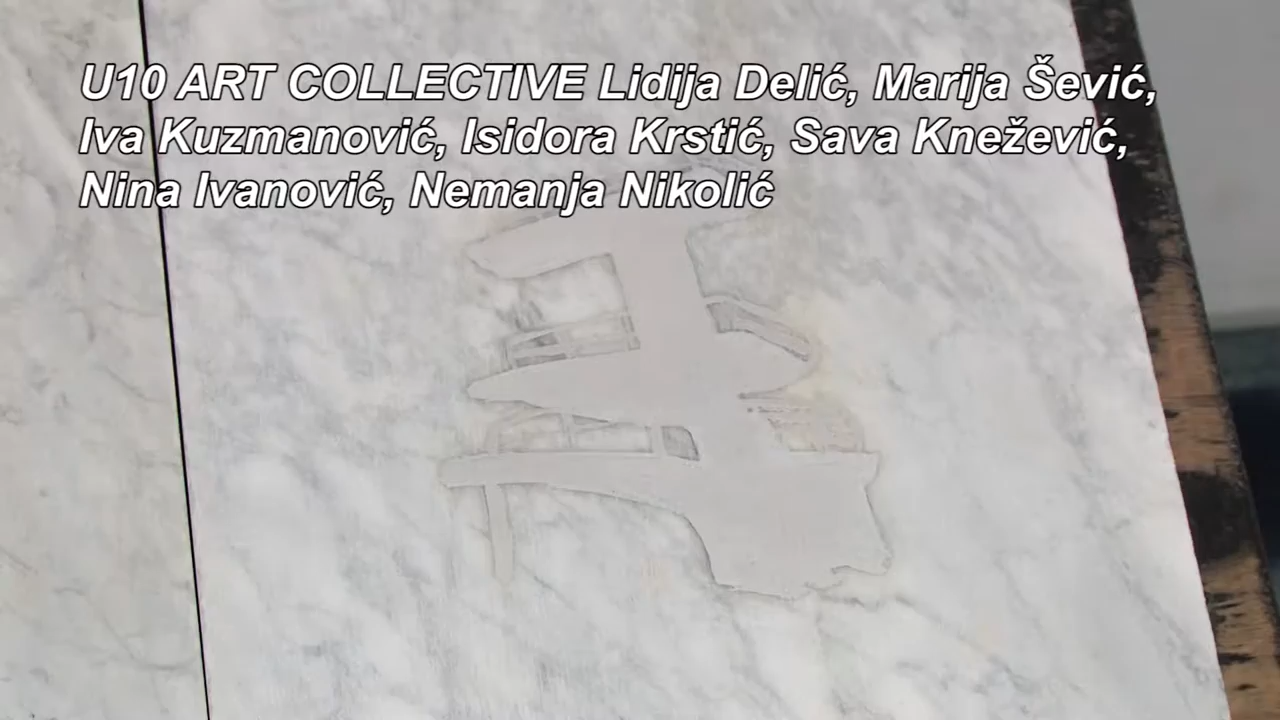 U10 ART COLLECTIVE Lidija Delić, Marija Šević,
Iva Kuzmanović, Isidora Krstić, Sava Knežević,
Nina Ivanović, Nemanja Nikolić